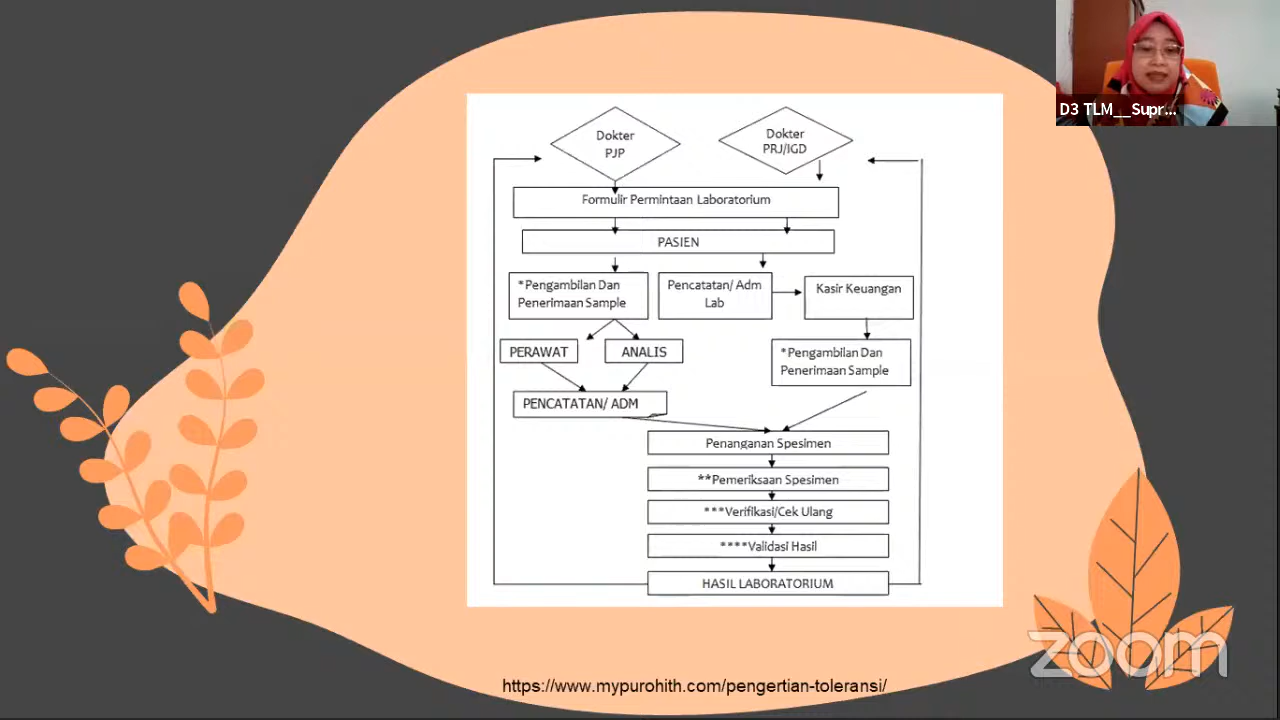 D3 TLM__Supr...
Dokter
PJP
Dokter
PRJ/IGD
Formulir Permintaan Laboratorium
PASIEN
*Pengambilan Dan
Penerimaan Sample
Pencatatan/ Adm
Lab
Kasir Keuangan
PERAWAT
ANALIS
*Pengambilan Dan
Penerimaan Sample
PENCATATAN/ ADM
Penanganan Spesimen
**Pemeriksaan Spesimen
***Verifikasi/Cek Ulang
****Validasi Hasil
HASIL LABORATORIUM
zoom
https://www.mypurohith.com/pengertian-toleransi/